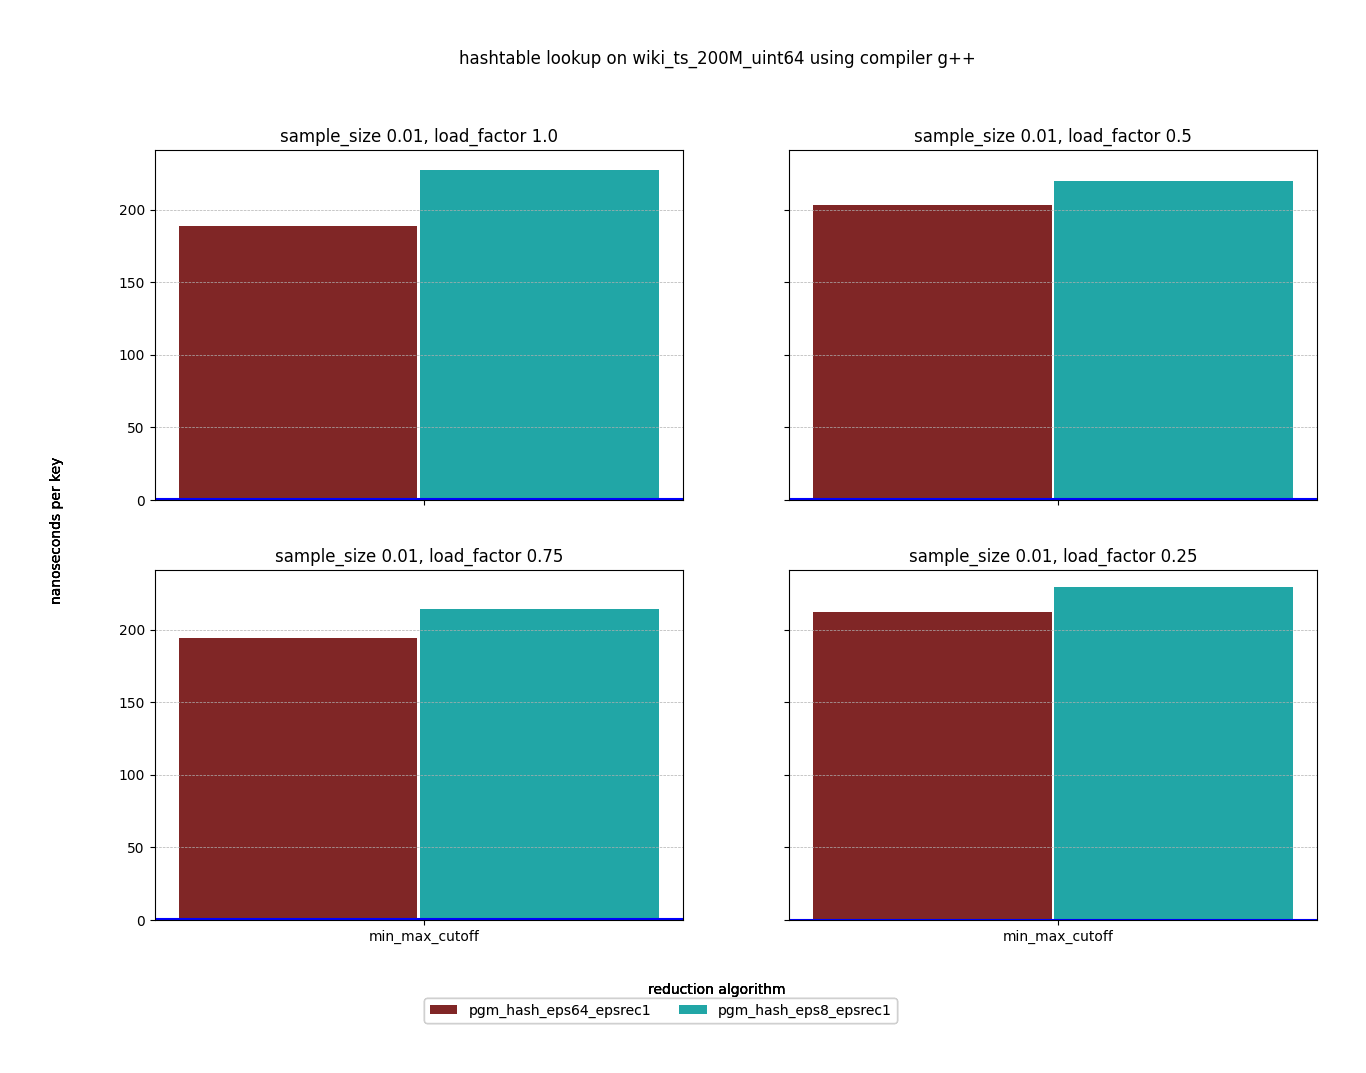 hashtable lookup on wiki_ts_200M_uint64 using compiler g++
sample_size 0.01, load_factor 1.0
200
150
100
50
0
sample_size 0.01, load_factor 0.5
nanoseconds per key
sample_size 0.01, load_factor 0.75
200
150
100
50
0
min_max_cutoff
sample_size 0.01, load_factor 0.25
min_max_cutoff
reduction algorithm
pgm_hash_eps64_epsrec1
pgm_hash_eps8_epsrec1